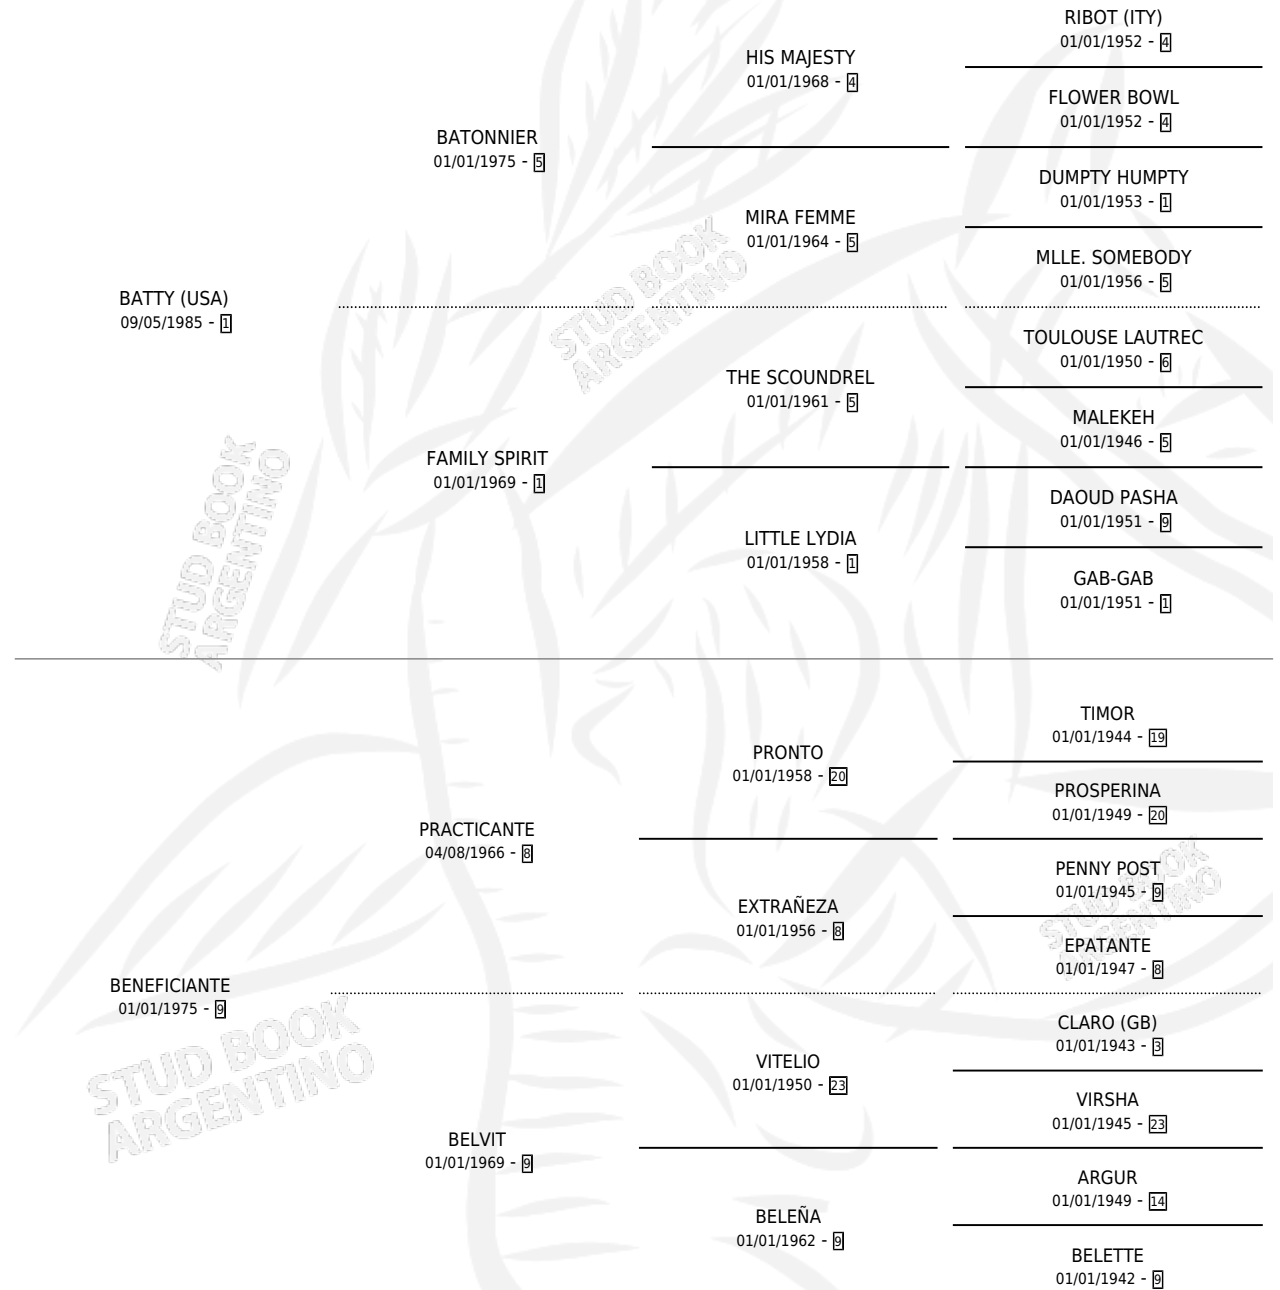 RIBOT (ITY)
01/01/1952 - 4
HIS MAJESTY
01/01/1968 - 4
FLOWER BOWL
01/01/1952 - 4
BATONNIER
01/01/1975 - 5
DUMPTY HUMPTY
01/01/1953 - 1
MIRA FEMME
01/01/1964 - 5
MLLE. SOMEBODY
01/01/1956 - 5
BATTY (USA)
09/05/1985 - 1
STUD BOOK
ARGENTINO
TOULOUSE LAUTREC
01/01/1950 - 6
THE SCOUNDREL
01/01/1961 - 5
MALEKEH
01/01/1946 - 5
FAMILY SPIRIT
01/01/1969 - 1
DAOUD PASHA
01/01/1951 - 9
LITTLE LYDIA
01/01/1958 - 1
GAB-GAB
01/01/1951 - 1
STUD BOOK
ARGENTINO
TIMOR
01/01/1944 - 19
PRONTO
01/01/1958 - 20
PROSPERINA
01/01/1949 - 20
PRACTICANTE
04/08/1966 - 8
PENNY POST
01/01/1945 - 9
EXTRAÑEZA
01/01/1956 - 8
EPATANTE
01/01/1947 - 8
STUD BOOK
ARGENTINO
BENEFICIANTE
01/01/1975 - 9
CLARO (GB)
01/01/1943 - 3
VITELIO
01/01/1950 - 23
VIRSHA
01/01/1945 - 23
STUD BOOK
ARGENTINO
BELVIT
01/01/1969 - 9
ARGUR
01/01/1949 - 14
BELEÑA
01/01/1962 - 9
BELETTE
01/01/1942 - 9